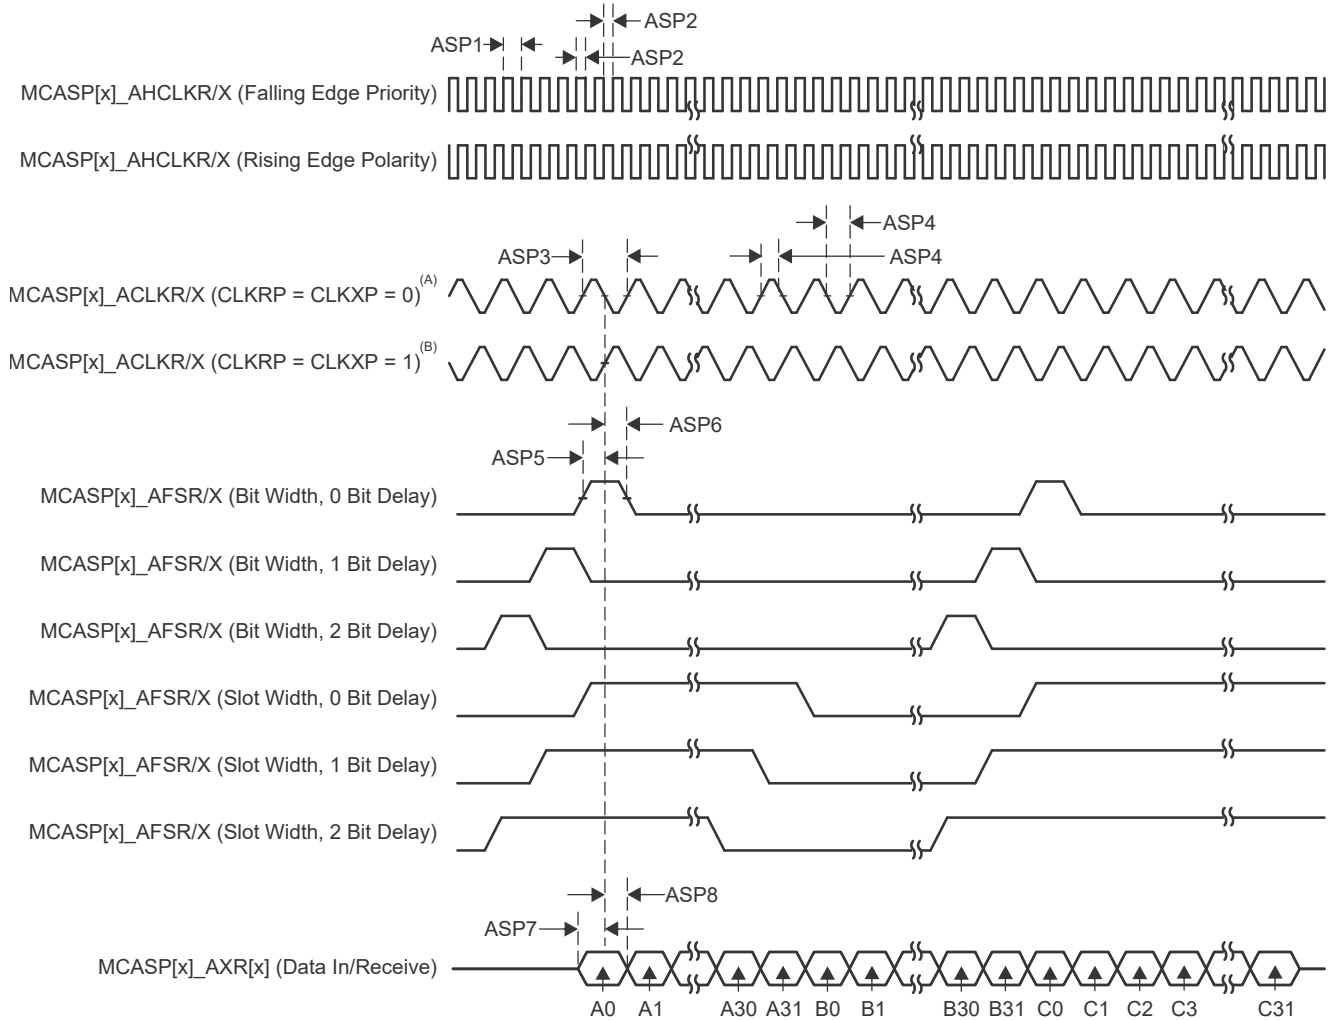 ASP2
ASP1
ASP2
MCASP[x]_AHCLKR/X (Falling Edge Priority)
MCASP[x]_AHCLKR/X (Rising Edge Polarity)
ASP4
ASP3
ASP4
MCASP[x]_ACLKR/X (CLKRP = CLKXP = 0)(A)
MCASP[x]_ACLKR/X (CLKRP = CLKXP = 1)(B)
ASP6
ASP5
MCASP[x]_AFSR/X (Bit Width, 0 Bit Delay)
MCASP[x]_AFSR/X (Bit Width, 1 Bit Delay)
MCASP[x]_AFSR/X (Bit Width, 2 Bit Delay)
MCASP[x]_AFSR/X (Slot Width, 0 Bit Delay)
MCASP[x]_AFSR/X (Slot Width, 1 Bit Delay)
MCASP[x]_AFSR/X (Slot Width, 2 Bit Delay)
ASP8
ASP7
MCASP[x]_AXR[x] (Data In/Receive)
A0 A1 A30 A31 B0 B1 B30 B31 C0 C1 C2 C3 C31